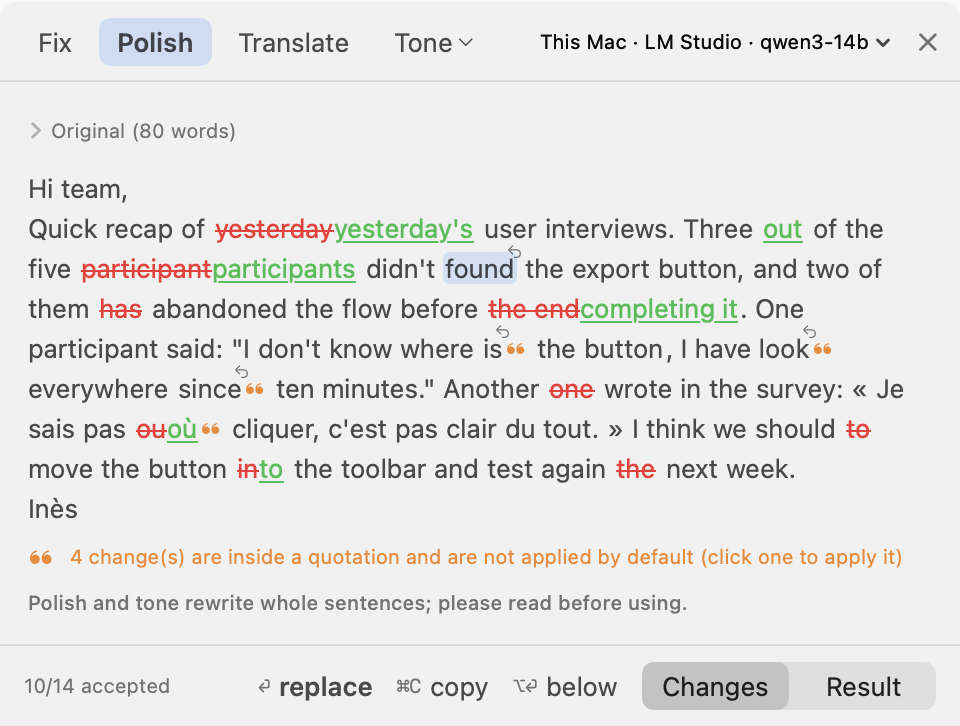 Fix Polish Translate Tone This Mac · LM Studio · qwen3-14b
Original (80 words)
Hi team,
Quick recap of yesterdayyesterday's user interviews. Three out of the
five participantparticipants didn't found the export button, and two of
them has abandoned the flow before the endcompleting it. One
participant said: "I don't know where is❝ the button, I have look❝
everywhere since❝ ten minutes." Another one wrote in the survey: « Je
sais pas ouoù❝ cliquer, c'est pas clair du tout. » I think we should to
move the button into the toolbar and test again the next week.
Inès
❝ 4 change(s) are inside a quotation and are not applied by default (click one to apply it)
Polish and tone rewrite whole sentences; please read before using.
10/14 accepted ⏎ replace ⌘C copy ⌥⏎ below Changes Result